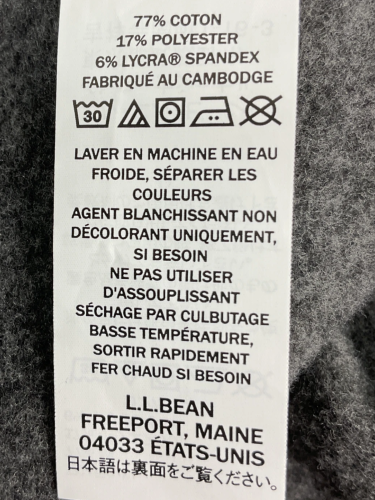 77% COTON
17% POLYESTER
6% LYCRA® SPANDEX
FABRIQUÉ AU CAMBODGE
30
LAVER EN MACHINE EN EAU
FROIDE, SÉPARER LES
COULEURS
AGENT BLANCHISSANT NON
DÉCOLORANT UNIQUEMENT,
SI BESOIN
NE PAS UTILISER
D'ASSOUPLISSANT
SÉCHAGE PAR CULBUTAGE
BASSE TEMPÉRATURE,
SORTIR RAPIDEMENT
FER CHAUD SI BESOIN
L.L.BEAN
FREEPORT, MAINE
04033 ÉTATS-UNIS
日本語は裏面をご覧ください。